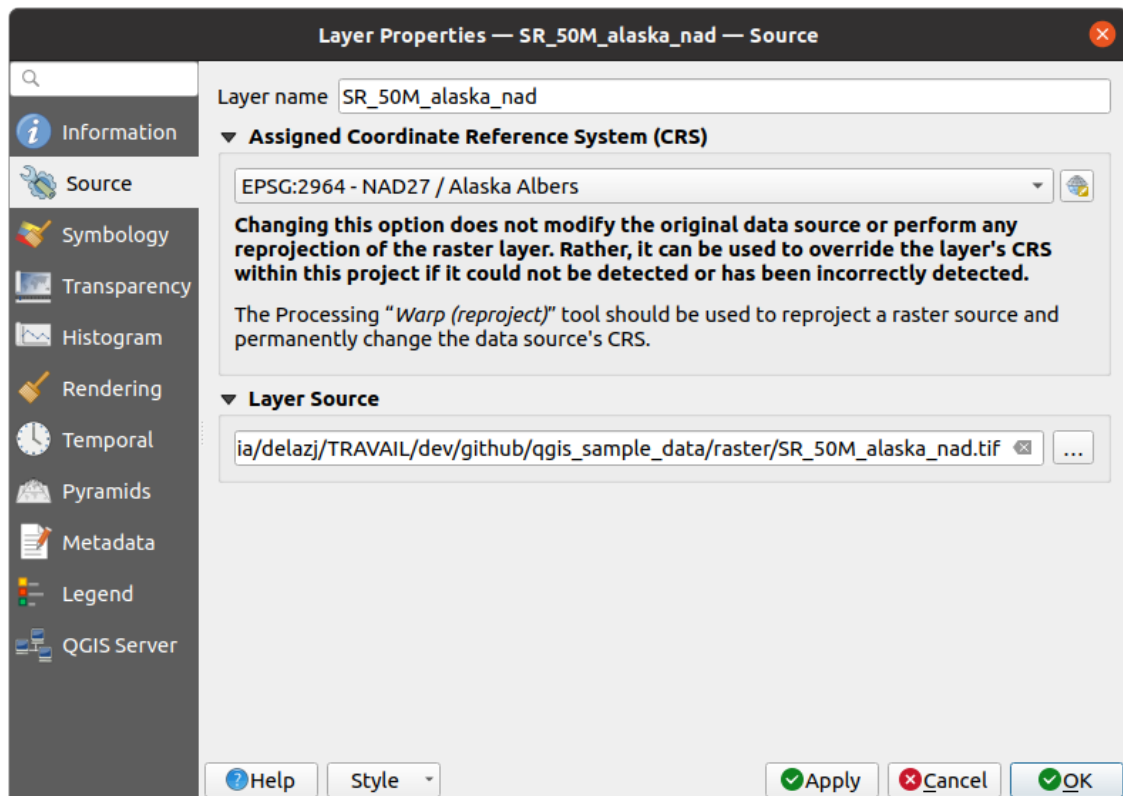 Layer Properties — SR_50M_alaska_nad — Source
Information
Source
Symbology
Transparency
Histogram
Rendering
Temporal
Pyramids
Metadata
Legend
QGIS Server
Layer name SR_50M_alaska_nad
Assigned Coordinate Reference System (CRS)
EPSG:2964 - NAD27 / Alaska Albers
Changing this option does not modify the original data source or perform any
reprojection of the raster layer. Rather, it can be used to override the layer's CRS
within this project if it could not be detected or has been incorrectly detected.
The Processing “Warp (reproject)” tool should be used to reproject a raster source and
permanently change the data source's CRS.
Layer Source
ia/delazj/TRAVAIL/dev/github/qgis_sample_data/raster/SR_50M_alaska_nad.tif ...
Help Style Apply Cancel OK